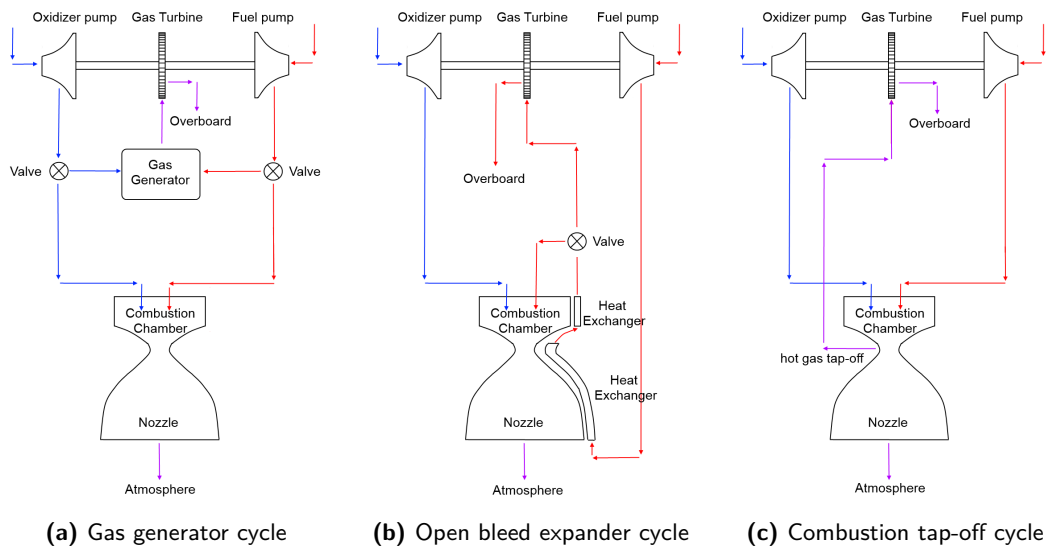 Oxidizer pump
Gas Turbine
Fuel pump
Overboard
Valve
Gas
Generator
Valve
Combustion
Chamber
Nozzle
Atmosphere
(a) Gas generator cycle
Oxidizer pump
Gas Turbine
Fuel pump
Overboard
Valve
Heat
Exchanger
Combustion
Chamber
Heat
Exchanger
Nozzle
Atmosphere
(b) Open bleed expander cycle
Oxidizer pump
Gas Turbine
Fuel pump
Overboard
Combustion
Chamber
hot gas tap-off
Nozzle
Atmosphere
(c) Combustion tap-off cycle